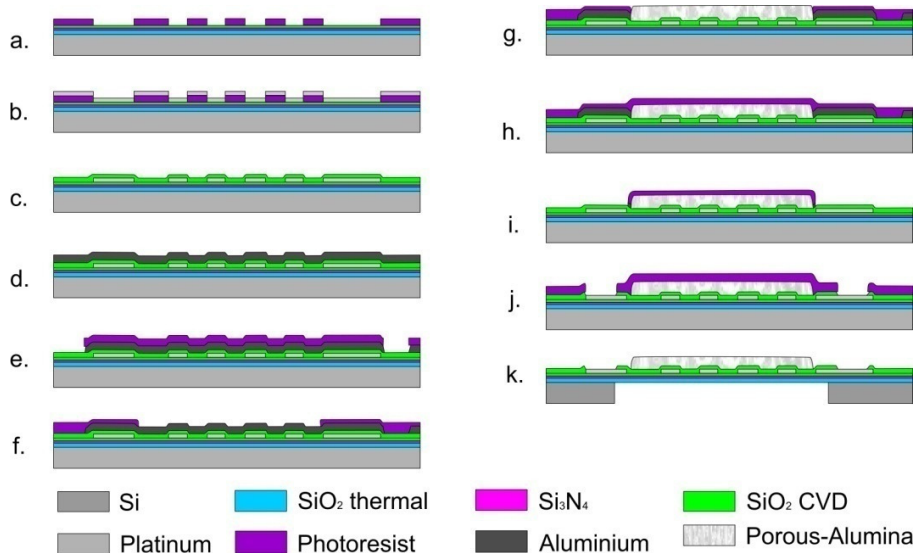 a.
b.
c.
d.
e.
f.
g.
h.
i.
j.
k.
Si
SiO₂ thermal
Si₃N₄
SiO₂ CVD
Platinum
Photoresist
Aluminium
Porous-Alumina